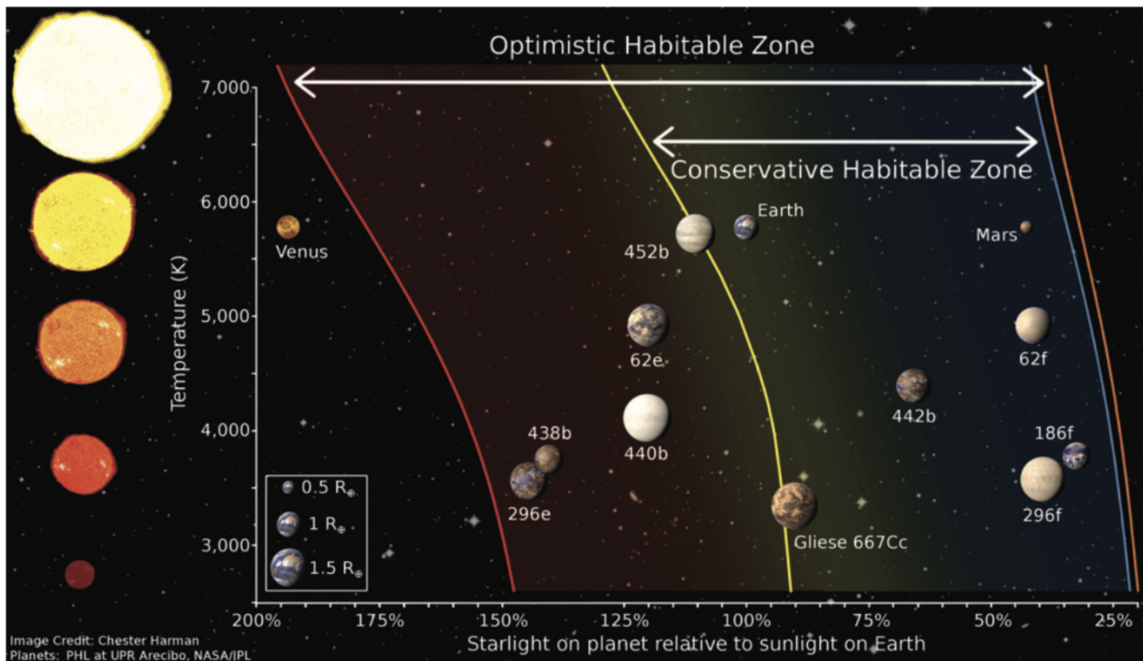 Optimistic Habitable Zone
Conservative Habitable Zone
7,000
6,000
5,000
4,000
3,000
Temperature (K)
Venus
452b
Earth
Mars
62e
62f
438b
440b
442b
186f
296e
296f
Gliese 667Cc
0.5 R⊕
1 R⊕
1.5 R⊕
200%
175%
150%
125%
100%
75%
50%
25%
Starlight on planet relative to sunlight on Earth
Image Credit: Chester Harman
Planets: PHL at UPR Arecibo, NASA/JPL